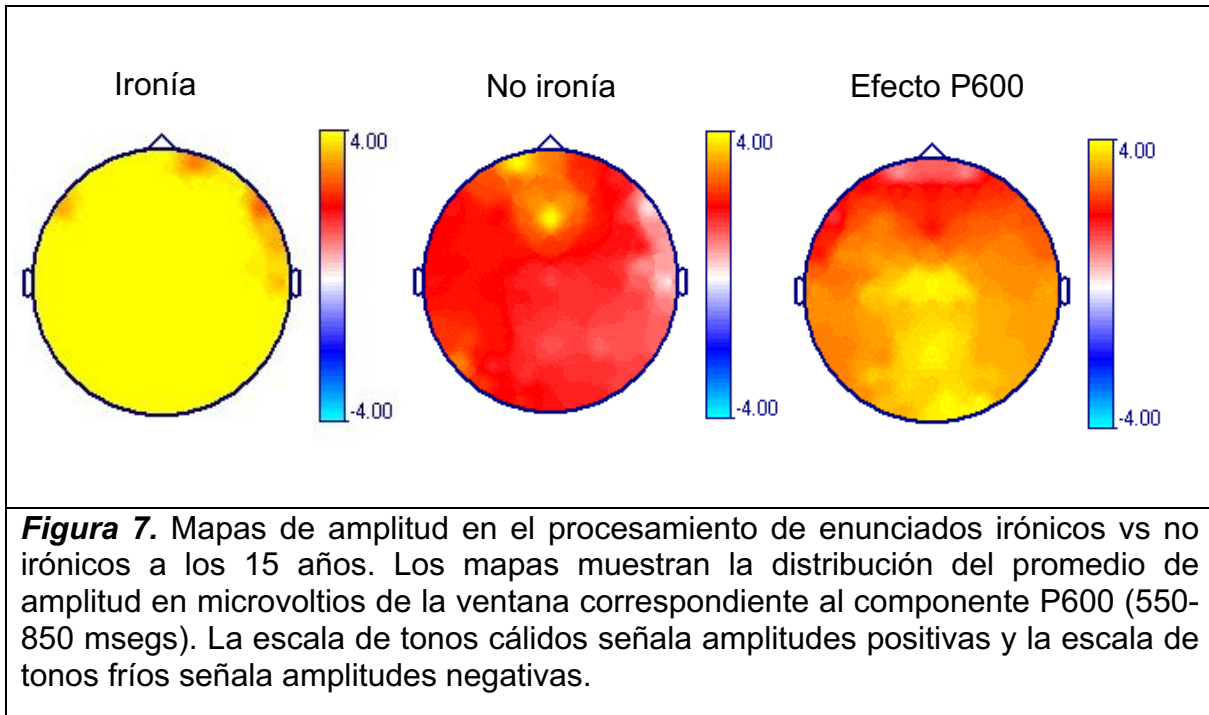 Ironía
No ironía
Efecto P600
4.00
-4.00
4.00
-4.00
4.00
-4.00
Figura 7. Mapas de amplitud en el procesamiento de enunciados irónicos vs no
irónicos a los 15 años. Los mapas muestran la distribución del promedio de
amplitud en microvoltios de la ventana correspondiente al componente P600 (550-
850 msegs). La escala de tonos cálidos señala amplitudes positivas y la escala de
tonos fríos señala amplitudes negativas.